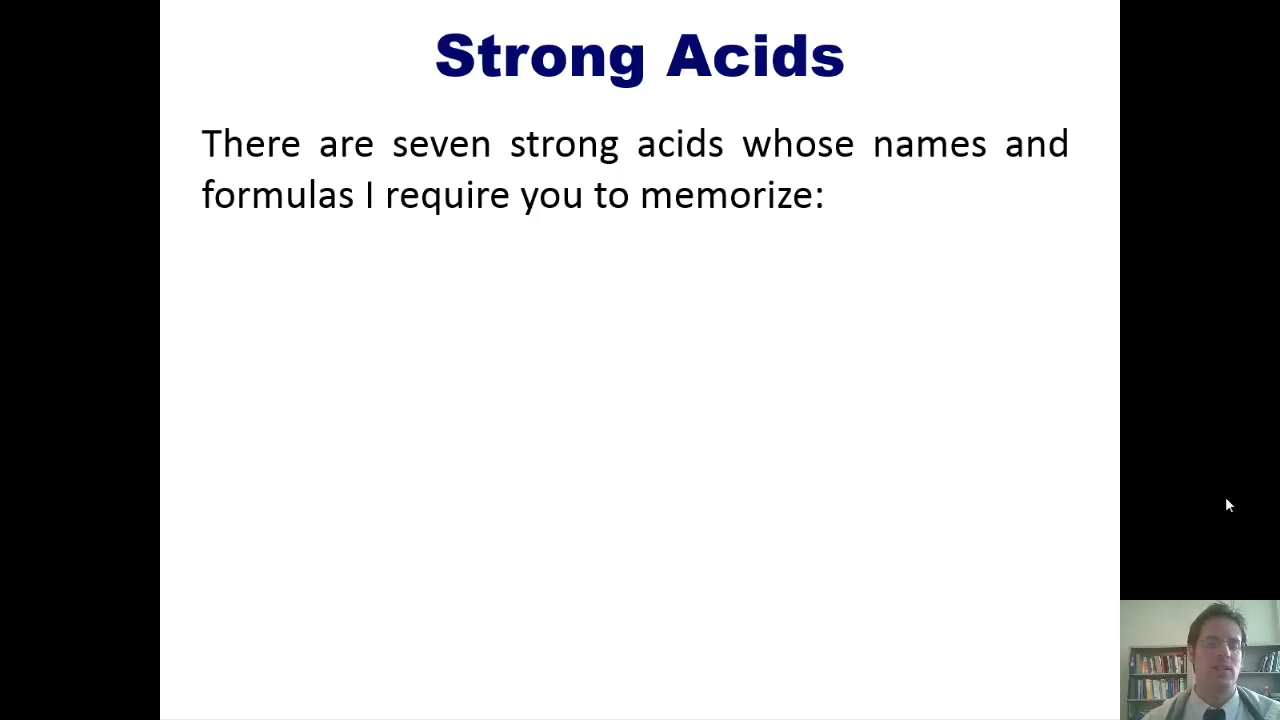 Strong Acids
There are seven strong acids whose names and
formulas I require you to memorize: